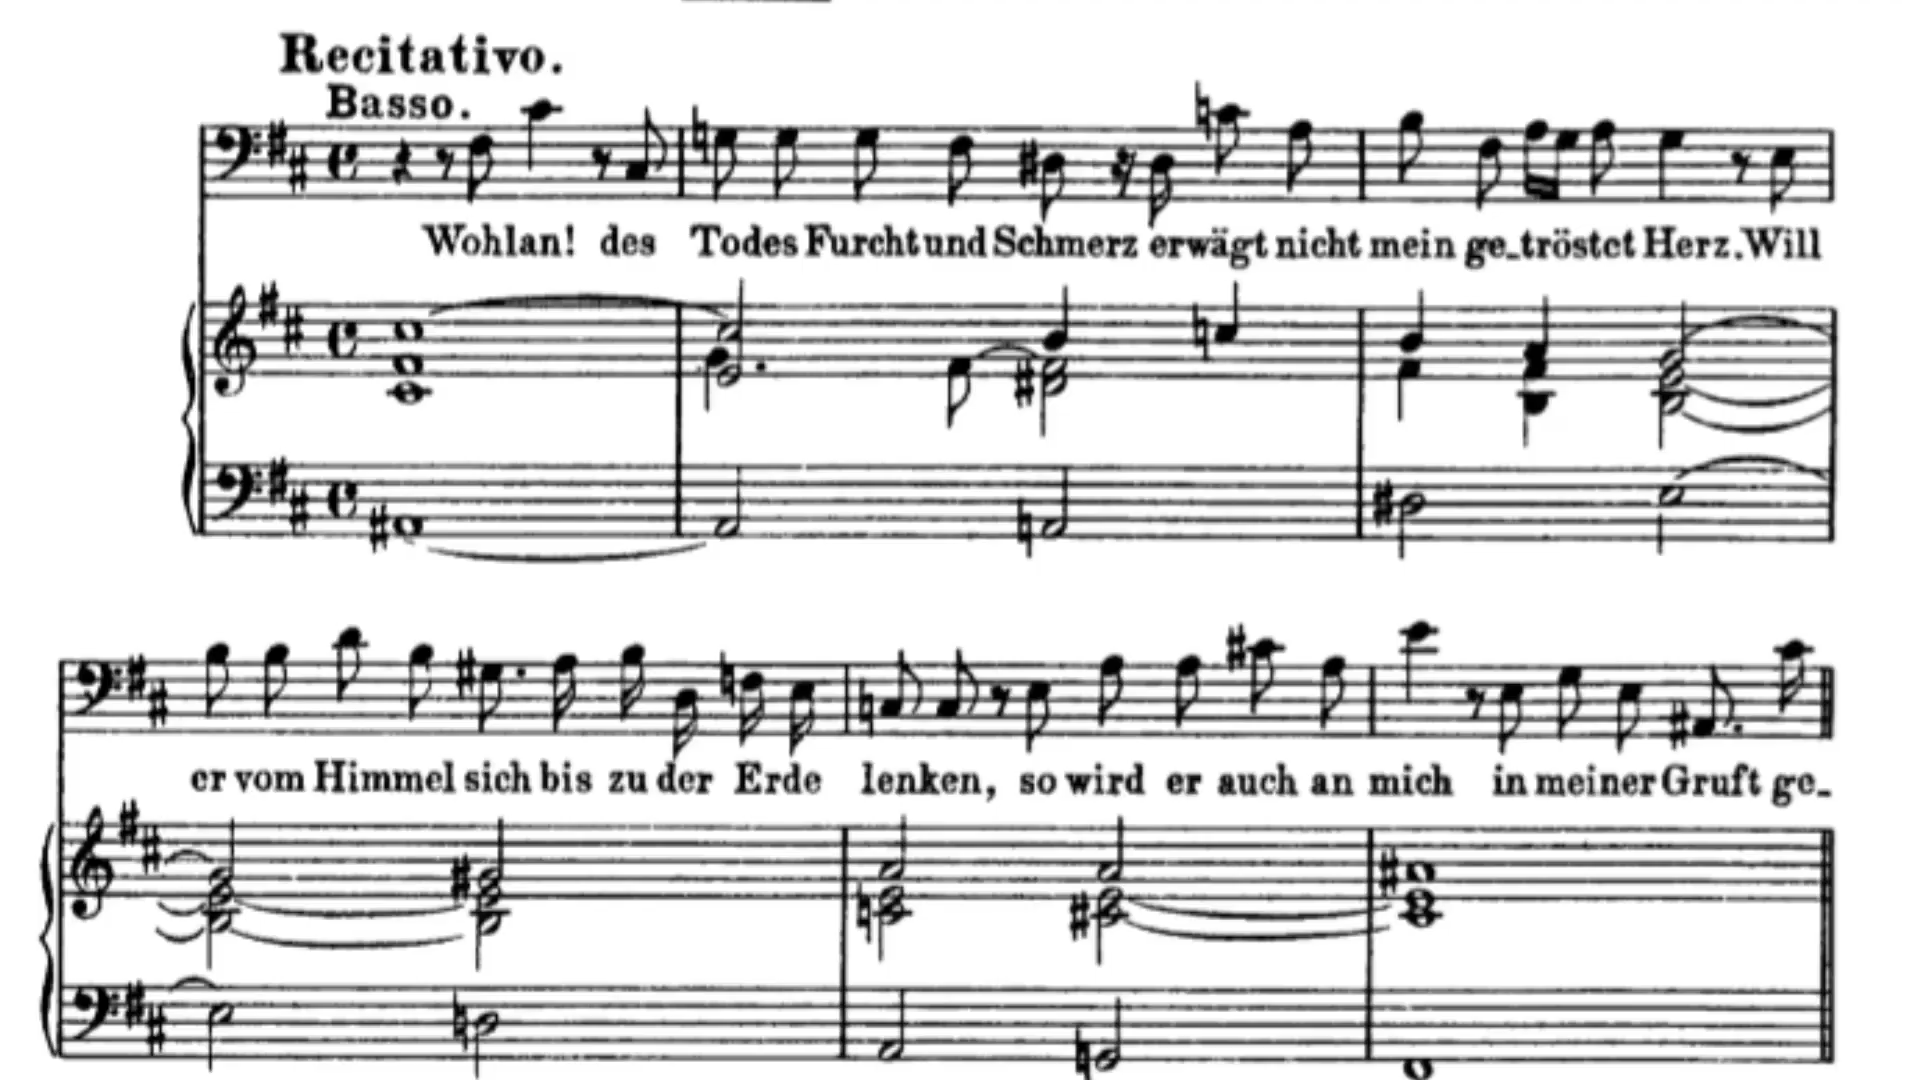 Recitativo.
Basso.
Wohlan! des Todes Furcht und Schmerz erwägt nicht mein ge_tröstet Herz. Will
er vom Himmel sich bis zu der Erde lenken, so wird er auch an mich in meiner Gruft ge_